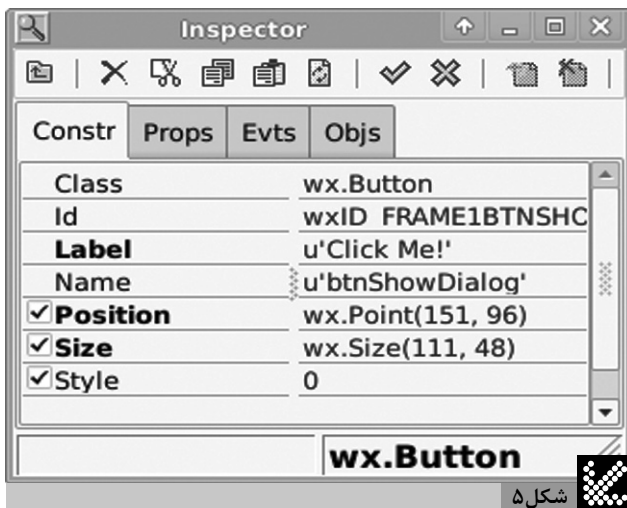 Inspector
Constr Props Evts Objs
Class wx.Button
Id wxID_FRAME1BTNSHC
Label u'Click Me!'
Name u'btnShowDialog'
Position wx.Point(151, 96)
Size wx.Size(111, 48)
Style 0
wx.Button
شکل۵